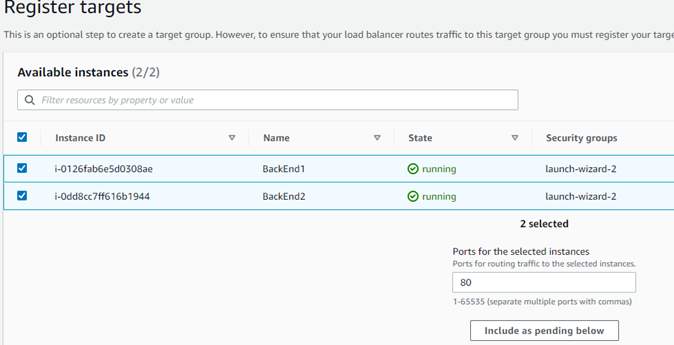 Register targets
This is an optional step to create a target group. However, to ensure that your load balancer routes traffic to this target group you must register your targe
Available instances (2/2)
Filter resources by property or value
Instance ID Name State Security groups
i-0126fab6e5d0308ae BackEnd1 running launch-wizard-2
i-0dd8cc7ff616b1944 BackEnd2 running launch-wizard-2
2 selected
Ports for the selected instances
Ports for routing traffic to the selected instances.
80
1-65535 (separate multiple ports with commas)
Include as pending below